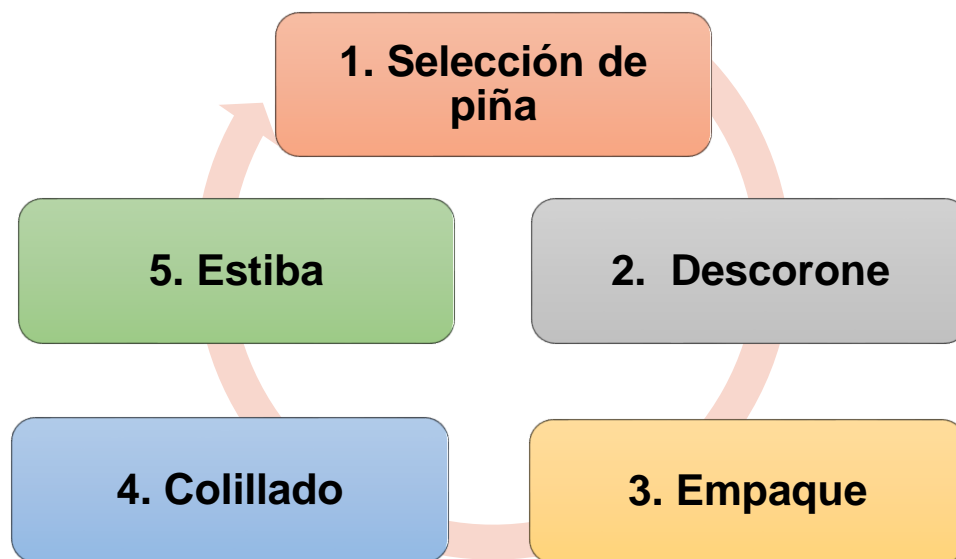 1. Selección de
piña
2. Descorone
3. Empaque
4. Colillado
5. Estiba